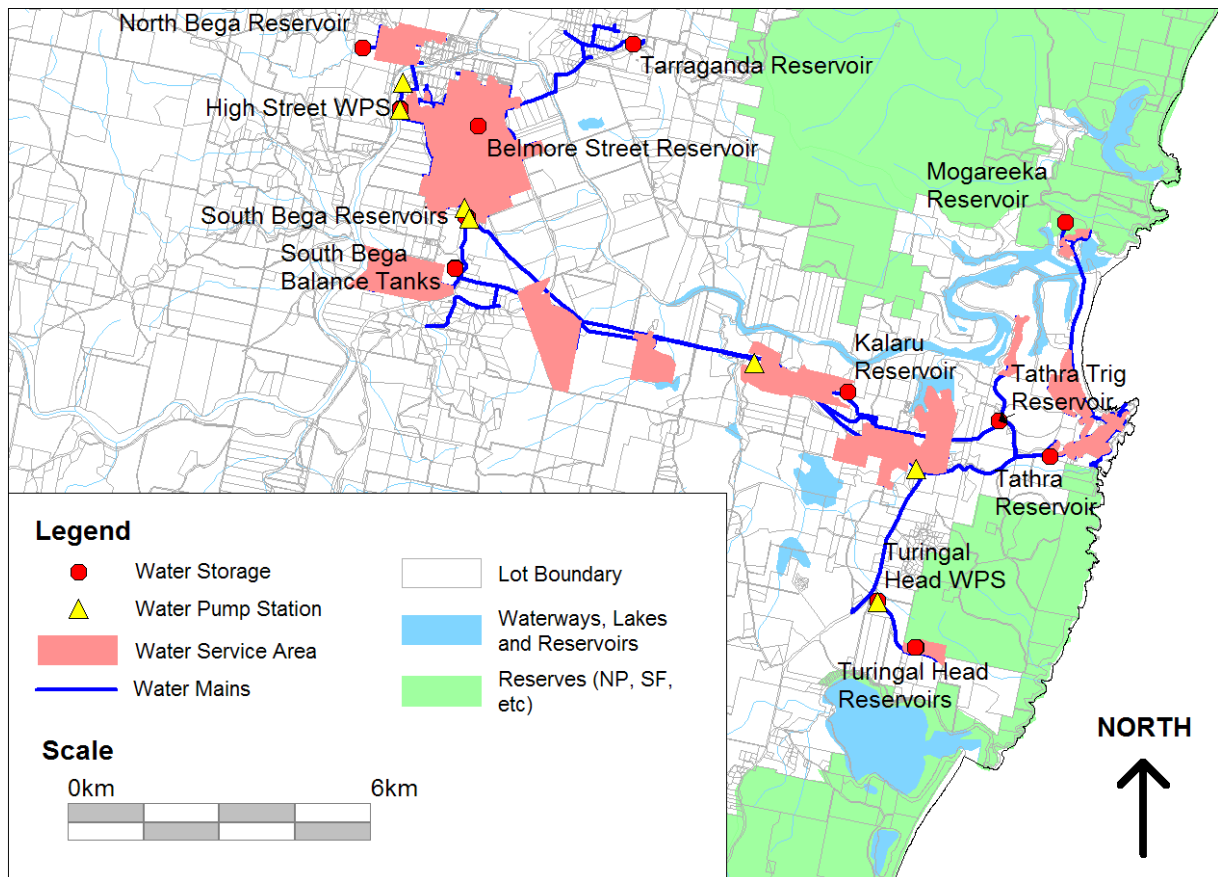 North Bega Reservoir
Tarraganda Reservoir
High Street WPS
Belmore Street Reservoir
Mogareeka
Reservoir
South Bega Reservoirs
South Bega
Balance Tanks
Kalaru
Reservoir
Tathra Trig
Reservoir
Tathra
Reservoir
Turingal
Head WPS
Turingal Head
Reservoirs
Legend
Water Storage
Water Pump Station
Water Service Area
Water Mains
Lot Boundary
Waterways, Lakes
and Reservoirs
Reserves (NP, SF,
etc)
Scale
0km 6km
NORTH